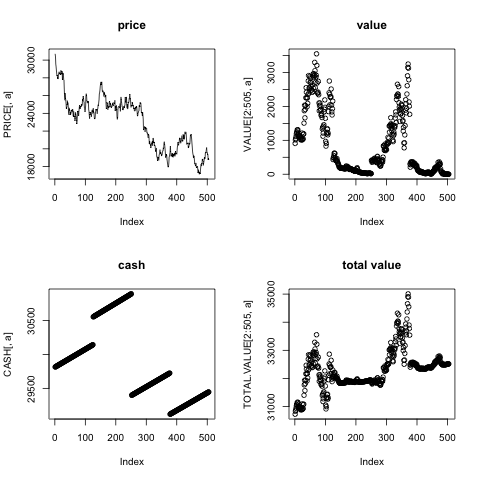 price
PRICE[, a]
18000 24000 30000
0 100 200 300 400 500
Index
value
VALUE[2:505, a]
0 1000 2000 3000
0 100 200 300 400 500
Index
cash
CASH[, a]
29500 30500
0 100 200 300 400 500
Index
total value
TOTAL.VALUE[2:505, a]
31000 33000 35000
0 100 200 300 400 500
Index